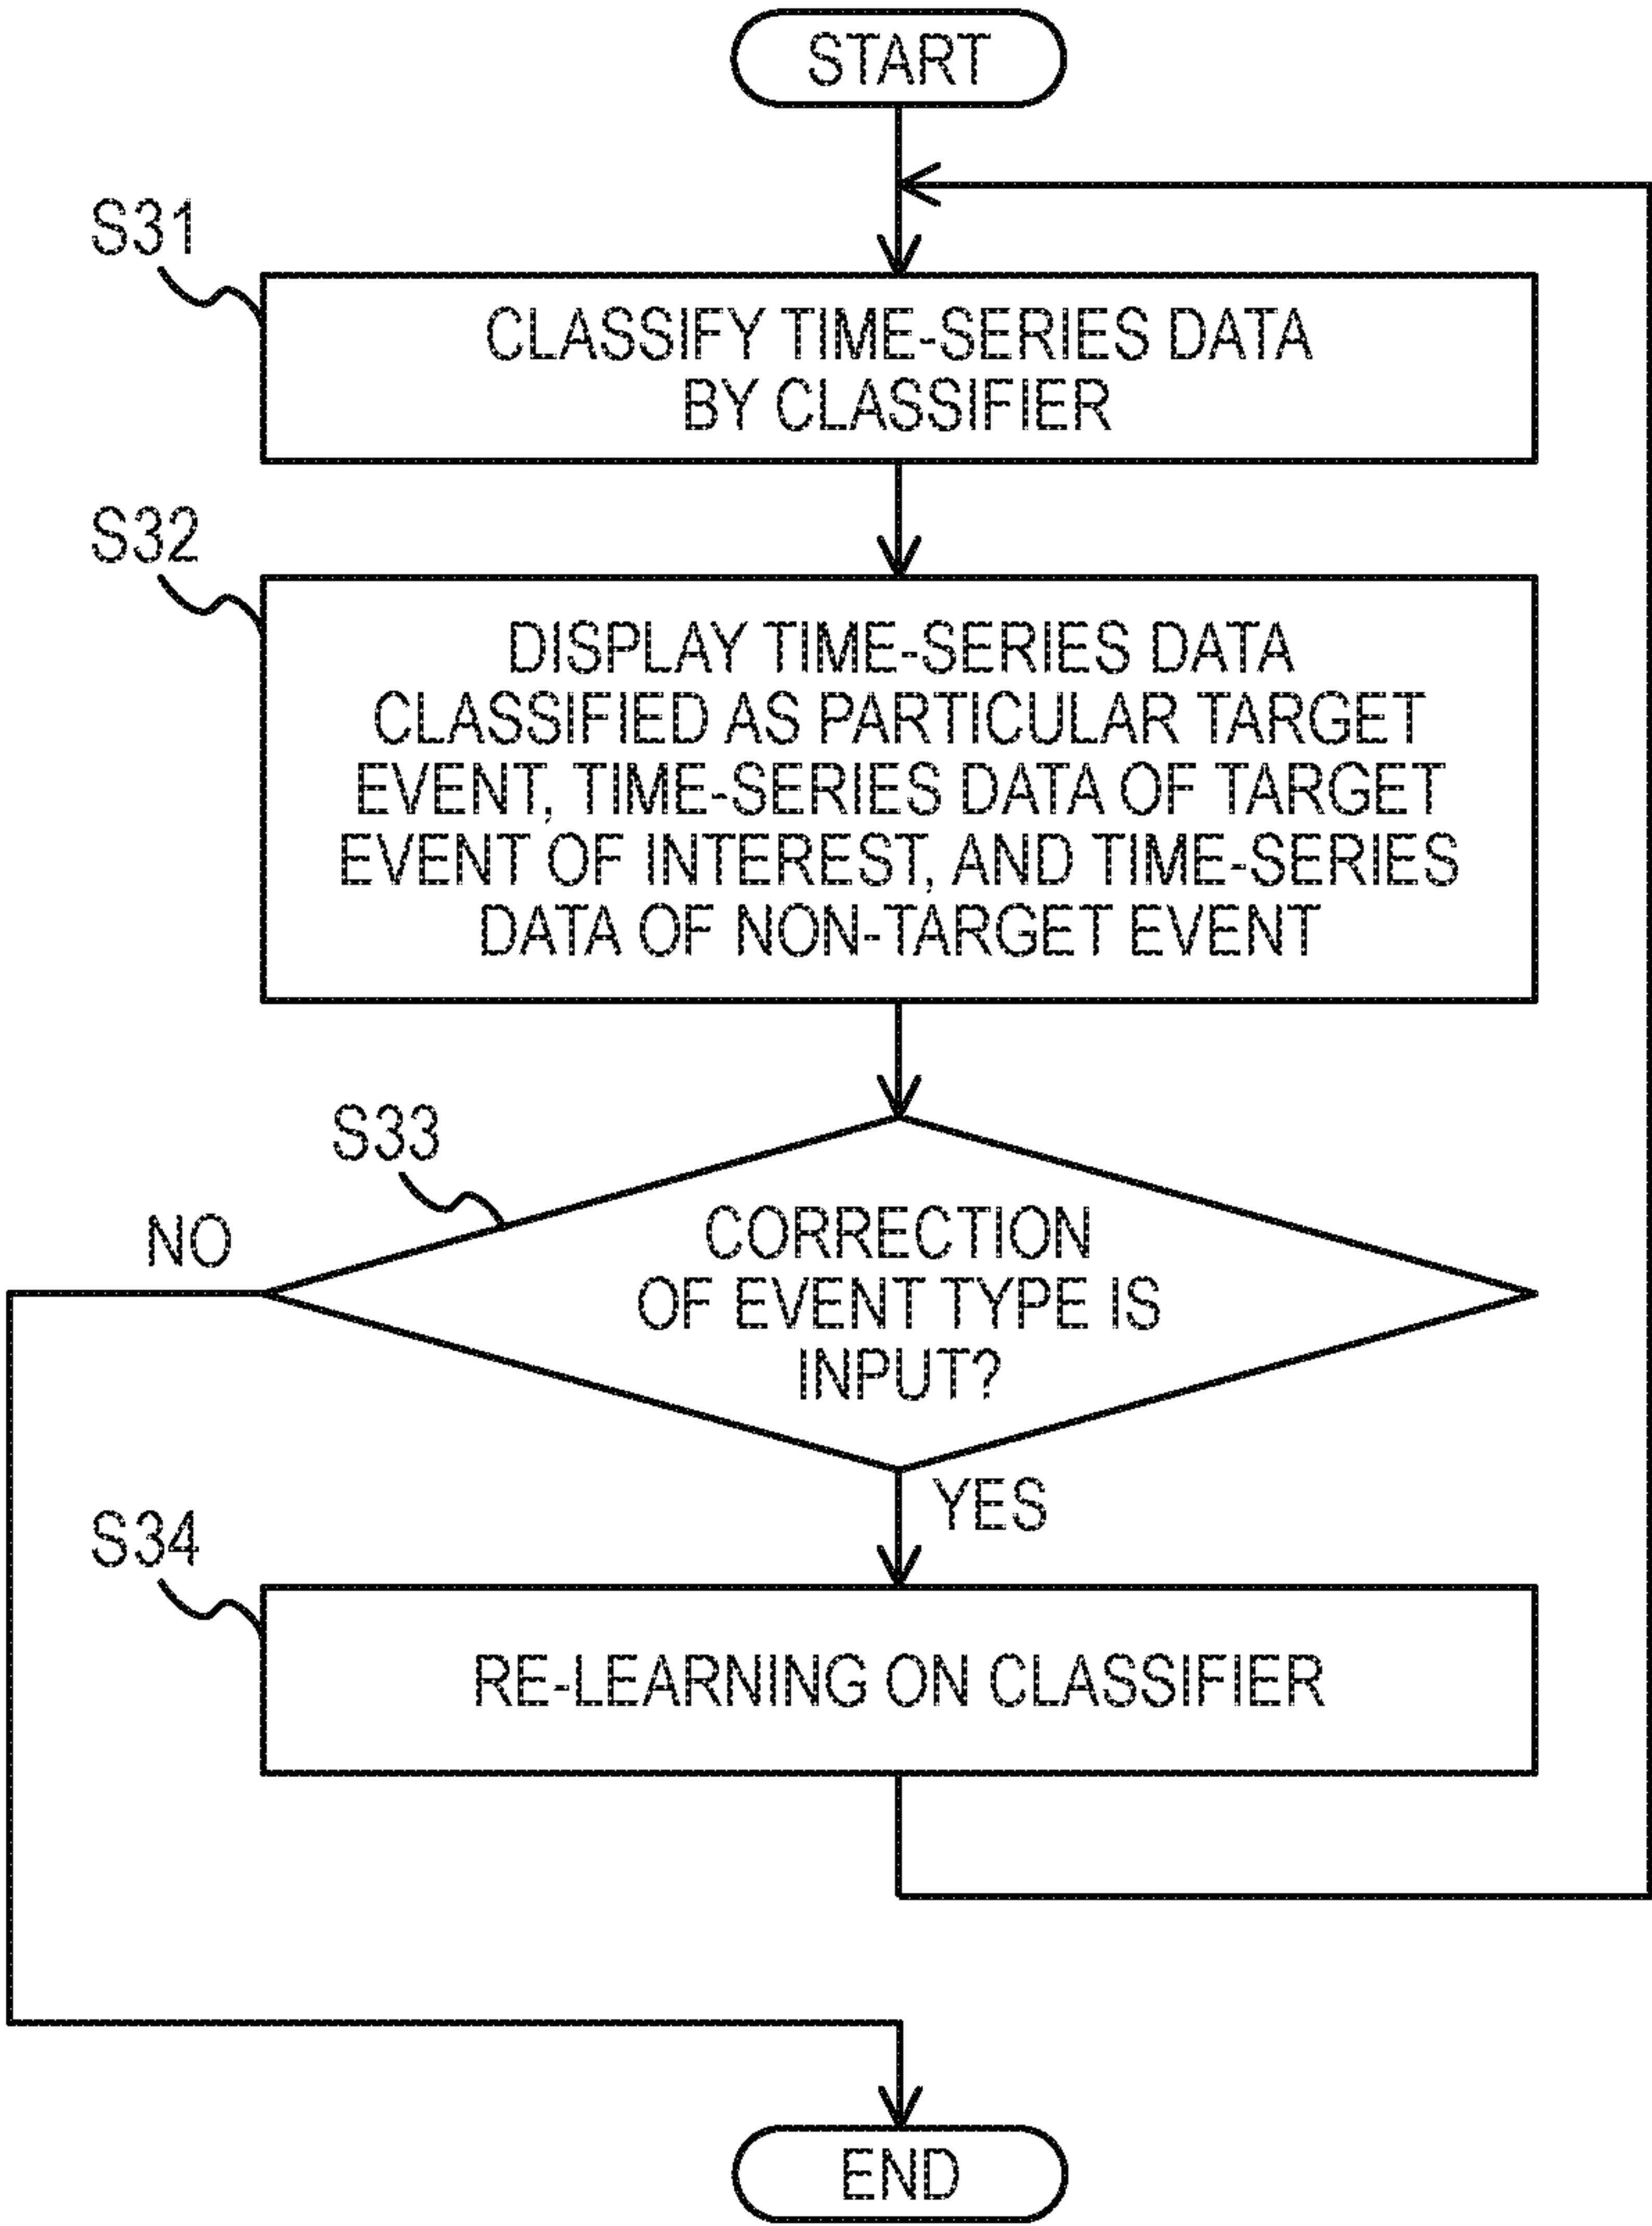 START
S31
CLASSIFY TIME-SERIES DATA
BY CLASSIFIER
S32
DISPLAY TIME-SERIES DATA
CLASSIFIED AS PARTICULAR TARGET
EVENT, TIME-SERIES DATA OF TARGET
EVENT OF INTEREST, AND TIME-SERIES
DATA OF NON-TARGET EVENT
S33
NO
CORRECTION
OF EVENT TYPE IS
INPUT?
YES
S34
RE-LEARNING ON CLASSIFIER
END